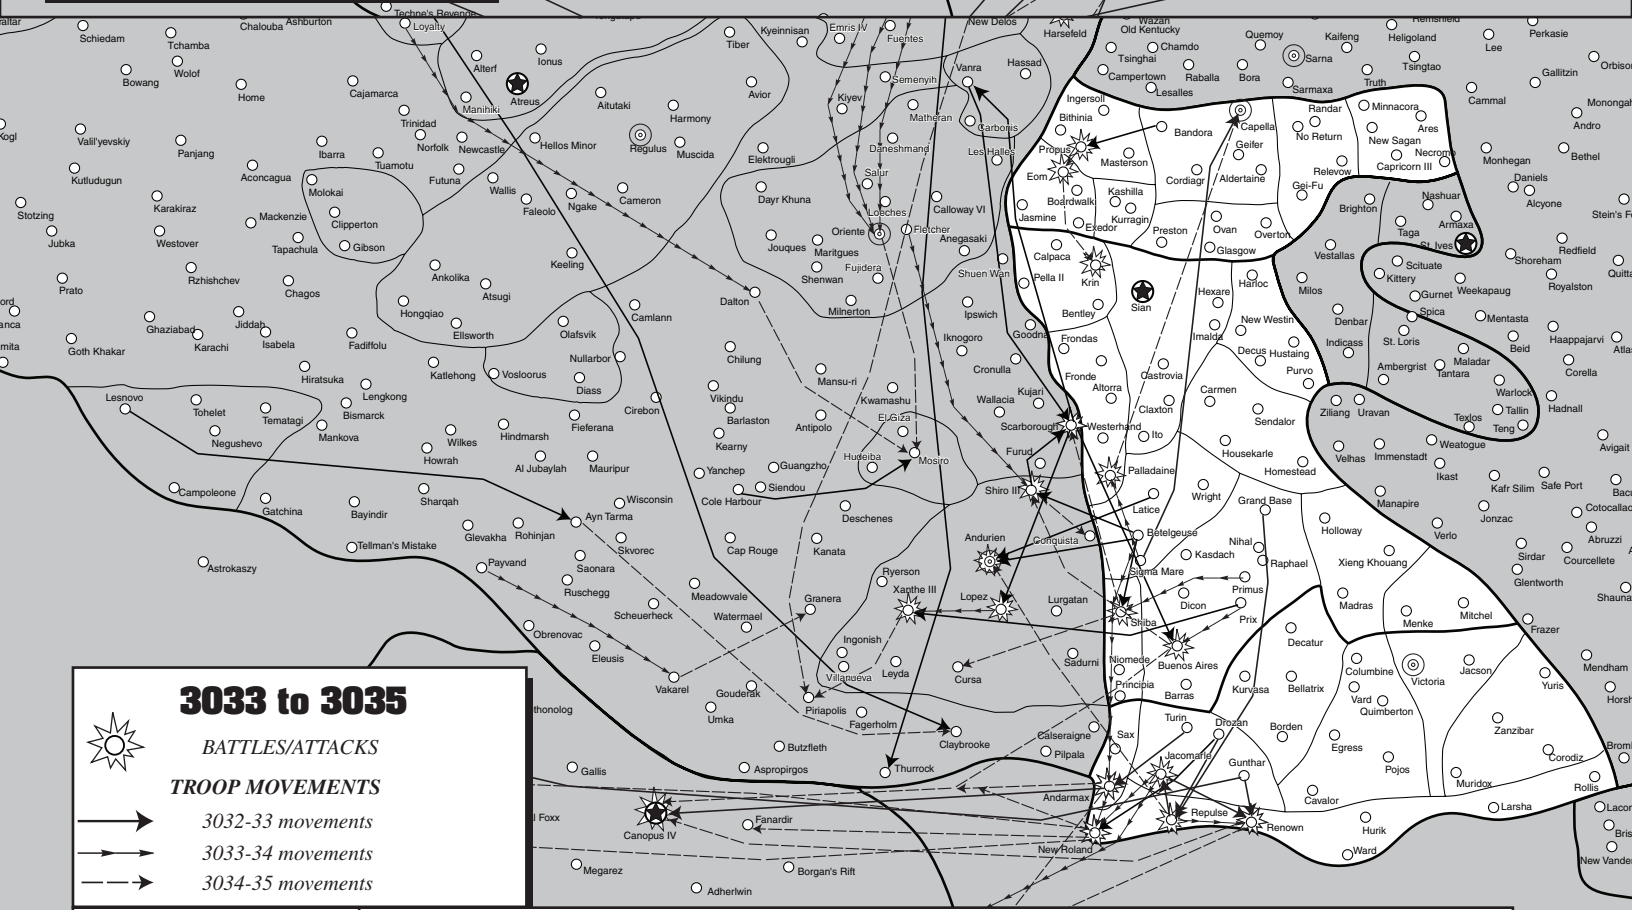 Techne's Revenge
Loyalty
Ashburton
Chalouba
Schiedam
Tchamba
Wolof
Bowang
Home
Cajamarca
Alterf
Ionus
Atreus
Aitutaki
Tiber
Kyeinnisan
Emris IV
Fuentes
New Delos
Harsefeld
Wazan
Old Kentucky
Chamdo
Tsinghai
Campertown
Raballa
Lesalles
Quemoy
Bora
Sarna
Kaifeng
Heligoland
Remshield
Lee
Perkasie
Tsingtao
Truth
Sarmaxa
Gallitzin
Cammal
Andro
Bethel
Monhegan
Daniels
Alcyone
Avior
Harmony
Muscida
Regulus
Manihiki
Trinidad
Norfolk
Newcastle
Hellos Minor
Semenyih
Kiyev
Matheran
Vanra
Hassad
Carbonis
Les Halles
Daneshmand
Salur
Elektrougli
Dayr Khuna
Loeches
Oriente
Fletcher
Calloway VI
Anegasaki
Jouques
Maritgues
Shenwan
Fujidera
Milnerton
Shuen Wan
Ipswich
Valil'yevskiy
Panjang
Ibarra
Tuamotu
Futuna
Wallis
Faleolo
Ngake
Cameron
Kutludugun
Aconcagua
Molokai
Clipperton
Gibson
Karakiraz
Mackenzie
Stotzing
Jubka
Westover
Tapachula
Keeling
Rzhishchev
Prato
Chagos
Ankolika
Atsugi
Hongqiao
Ellsworth
Olafsvik
Nullarbor
Diass
Vosloorus
Camlann
Dalton
Ghaziabad
Karachi
Jiddah
Isabela
Fadiffolu
Goth Khakar
Hiratsuka
Lengkong
Katlehong
Chilung
Mansu-ri
Kwamashu
El Giza
Iknogoro
Cronulla
Kujari
Wallacia
Scarborough
Lesnovo
Tohelet
Tematagi
Bismarck
Mankova
Negushevo
Wilkes
Howrah
Hindmarsh
Fieferana
Cirebon
Vikindu
Barlaston
Kearny
Antipolo
Hudeiba
Mosiro
Al Jubaylah
Mauripur
Yanchep
Guangzho
Siendou
Cole Harbour
Furud
Shiro III
Campoleone
Gatchina
Bayindir
Sharqah
Glevakha
Rohinjan
Ayn Tarma
Wisconsin
Skvorec
Saonara
Cap Rouge
Kanata
Deschenes
Andurien
Conquista
Tellman's Mistake
Astrokaszy
Payvand
Ruschegg
Scheuerheck
Meadowvale
Watermael
Granera
Ryerson
Xanthe III
Lopez
Lurgatan
Obrenovac
Eleusis
Ingonish
Villanueva
Leyda
Cursa
Sadurni
Vakarel
Gouderak
Umka
Piriapolis
Fagerholm
Claybrooke
Butzfleth
Aspropirgos
Thurrock
Calseraigne
Pilpala
Gallis
Canopus IV
Fanardir
Megarez
Adherlwin
Borgan's Rift
Ingersoll
Bithinia
Propus
Eom
Bandora
Capella
Geifer
Randar
No Return
Minnacora
Ares
New Sagan
Capricorn III
Relevow
Masterson
Cordiagr
Aldertaine
Gei-Fu
Boardwalk
Kashilla
Kurragin
Jasmine
Exedor
Preston
Ovan
Overton
Glasgow
Brighton
Nashuar
Armaxa
Taga
St. Ives
Vestallas
Scituate
Kittery
Gurnet
Weekapaug
Shoreham
Redfield
Royalston
Calpaca
Pella II
Krin
Bentley
Sian
Hexare
Harloc
Milos
Denbar
Spica
St. Loris
Mentasta
Beid
Haappajarvi
Indicass
Frondas
Imalda
New Westin
Decus
Hustaing
Purvo
Ambergrist
Maladar
Tantara
Corella
Fronde
Altorra
Castrovia
Carmen
Claxton
Sendalor
Ziliang
Uravan
Warlock
Tallin
Texlos
Teng
Hadnall
Westerhand
Ito
Housekarle
Homestead
Velhas
Immenstadt
Weatogue
Ikast
Palladaine
Latice
Wright
Grand Base
Holloway
Manapire
Kafr Silim
Safe Port
Jonzac
Verlo
Sirdar
Abruzzi
Courcellete
Glentworth
Betelgeuse
Kasdach
Nihal
Raphael
Xieng Khouang
Sigma Mare
Dicon
Primus
Prix
Madras
Menke
Mitchel
Frazer
Shiba
Buenos Aires
Decatur
Columbine
Victoria
Jacson
Mendham
Yuris
Niomede
Principia
Barras
Kurvasa
Bellatrix
Vard
Quimberton
Turin
Drozan
Borden
Egress
Zanzibar
Corodiz
Sax
Jacomarle
Gunthar
Pojos
Muridox
Rollis
Andarmax
Repulse
Renown
Cavalor
Hurik
Larsha
New Roland
Ward
3033 to 3035
BATTLES/ATTACKS
TROOP MOVEMENTS
3032-33 movements
3033-34 movements
3034-35 movements